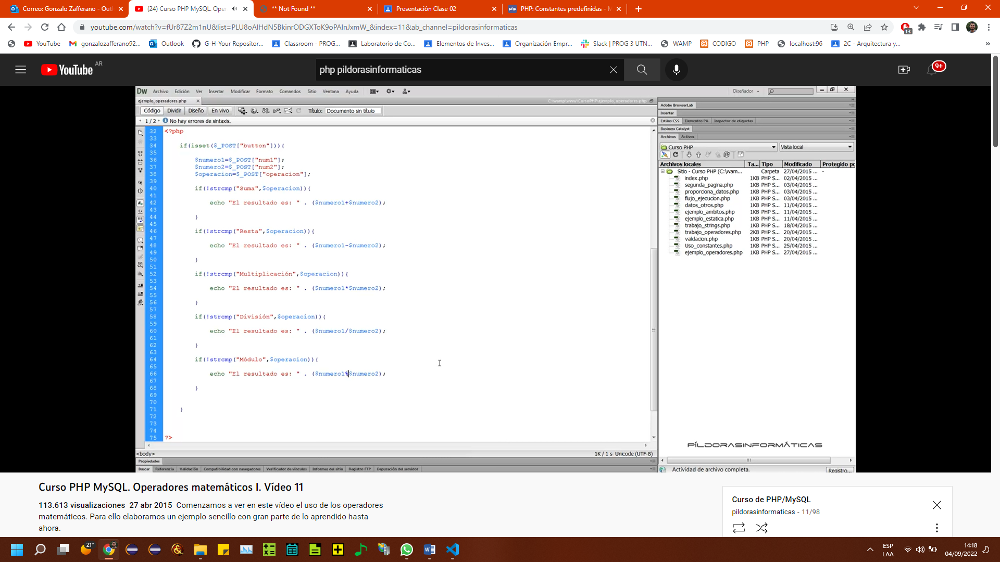 Correo: Gonzalo Zafferano - Outl
(24) Curso PHP MySQL. Oper
** Not Found **
Presentación Clase 02
php PHP: Constantes predefinidas - M
youtube.com/watch?v=fUr87Z2m1nU&list=PLU8oAlHdN5BkinrODGXToK9oPAlnJxmW_&index=11&ab_channel=pildorasinformaticas
13
YouTube
gonzalozafferano92...
Outlook
G-H-Your Repositor...
Classroom - PROG...
Laboratorio de Co...
Elementos de Inves...
Organización Empr...
Slack | PROG 3 UTN...
WAMP
CODIGO
PHP
localhost:96
2C - Arquitectura y...
YouTube AR
php pildorasinformaticas
9+
DW Archivo Edición Ver Insertar Modificar Formato Comandos Sitio Ventana Ayuda
Diseñador
ejemplo_operadores.php
C:\wamp\www\CursoPHP\ejemplo_operadores.php
Código Dividir Diseño En vivo
Título: Documento sin título
1 / 2 No hay errores de sintaxis.
32 <?php
33
34 if(isset($_POST["button"])){
35
36 $numero1=$_POST["num1"];
37 $numero2=$_POST["num2"];
38 $operacion=$_POST["operacion"];
39
40 if(!strcmp("Suma",$operacion)){
41
42 echo "El resultado es: " . ($numero1+$numero2);
43
44 }
45
46 if(!strcmp("Resta",$operacion)){
47
48 echo "El resultado es: " . ($numero1-$numero2);
49
50 }
51
52 if(!strcmp("Multiplicación",$operacion)){
53
54 echo "El resultado es: " . ($numero1*$numero2);
55
56 }
57
58 if(!strcmp("División",$operacion)){
59
60 echo "El resultado es: " . ($numero1/$numero2);
61
62 }
63
64 if(!strcmp("Módulo",$operacion)){
65
66 echo "El resultado es: " . ($numero1%$numero2);
67
68 }
69
70
71 }
72
73
74
75 ?>
<body>
1K / 1 s Unicode (UTF-8)
Propiedades
Buscar Referencia Validación Compatibilidad con navegadores Verificador de vínculos Informes del sitio Registro FTP Depuración del servidor
Adobe BrowserLab
Insertar
Estilos CSS Elementos PA Inspector de etiquetas
Business Catalyst
Archivos Activos
Curso PHP Vista local
Archivos locales Ta... Tipo Modificado Protegido po
Sitio - Curso PHP (C:\wam... Carpeta 27/04/2015 ... -
index.php 1KB PHP S... 02/04/2015 ...
segunda_pagina.php 1KB PHP S... 03/04/2015 ...
proporciona_datos.php 1KB PHP S... 03/04/2015 ...
flujo_ejecucion.php 1KB PHP S... 03/04/2015 ...
datos_otros.php 1KB PHP S... 11/04/2015 ...
ejemplo_ambitos.php 1KB PHP S... 11/04/2015 ...
ejemplo_estatica.php 1KB PHP S... 11/04/2015 ...
trabajo_strings.php 1KB PHP S... 18/04/2015 ...
trabajo_operadores.php 2KB PHP S... 20/04/2015 ...
validacion.php 1KB PHP S... 20/04/2015 ...
Uso_constantes.php 1KB PHP S... 25/04/2015 ...
ejemplo_operadores.php 1KB PHP S... 27/04/2015 ...
PÍLDORASINFORMÁTICAS
Actividad de archivo completa.
Registro...
Curso PHP MySQL. Operadores matemáticos I. Vídeo 11
113.613 visualizaciones 27 abr 2015 Comenzamos a ver en este vídeo el uso de los operadores
matemáticos. Para ello elaboramos un ejemplo sencillo con gran parte de lo aprendido hasta
ahora.
Curso de PHP/MySQL
pildorasinformaticas - 11/98
21°
ESP
LAA
14:18
04/09/2022